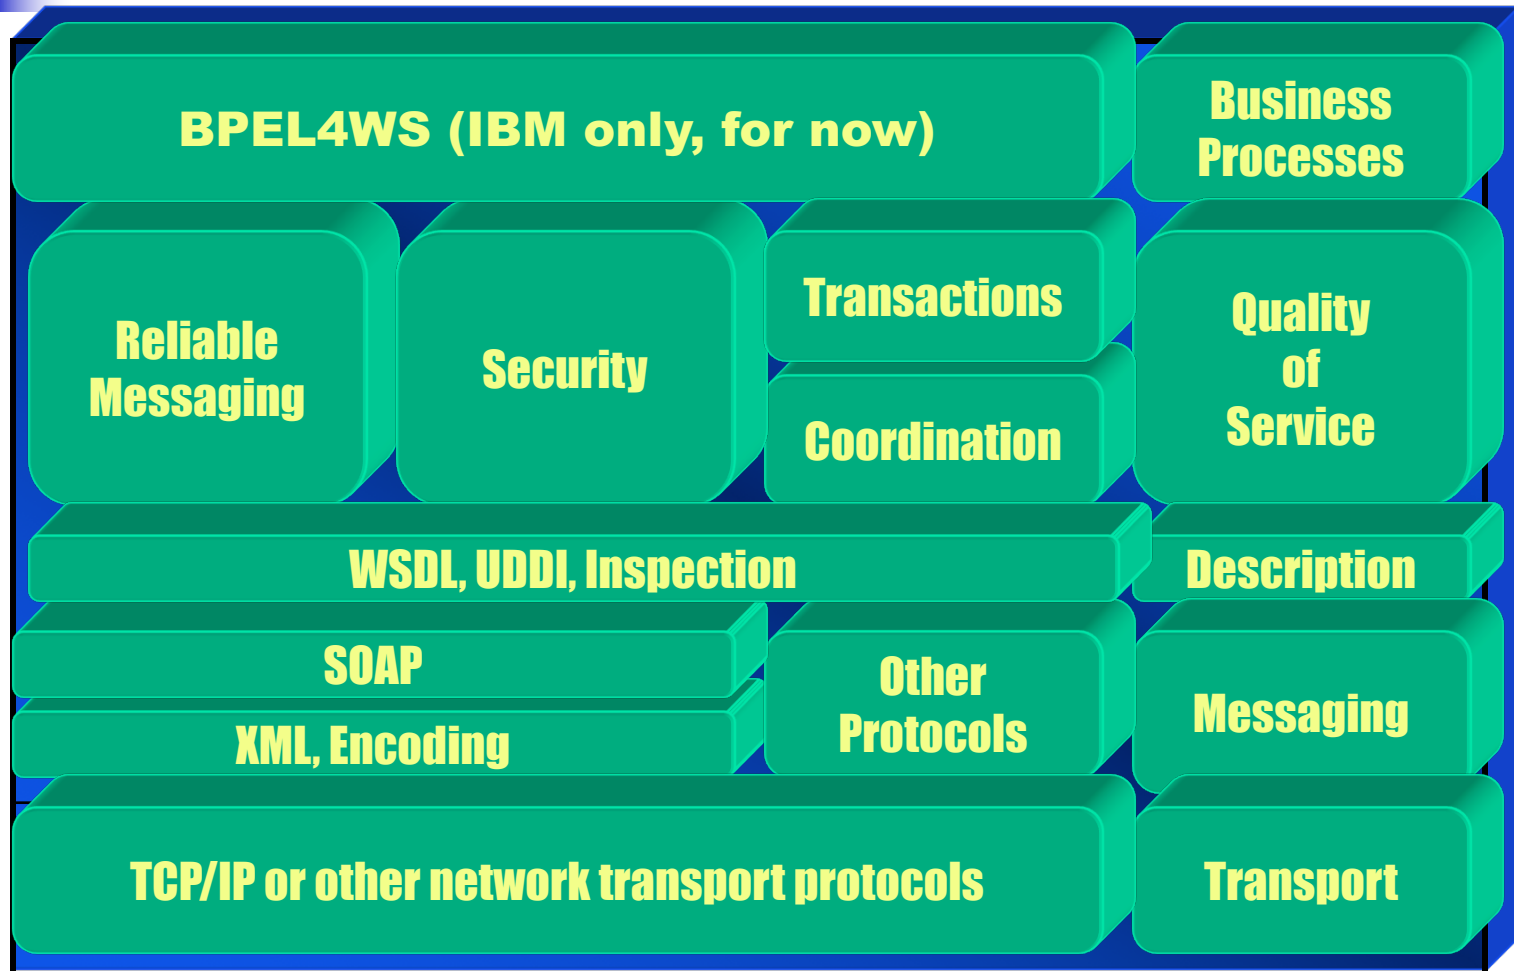 BPEL4WS (IBM only, for now)
Business
Processes
Reliable
Messaging
Security
Transactions
Coordination
Quality
of
Service
WSDL, UDDI, Inspection
Description
SOAP
XML, Encoding
Other
Protocols
Messaging
TCP/IP or other network transport protocols
Transport